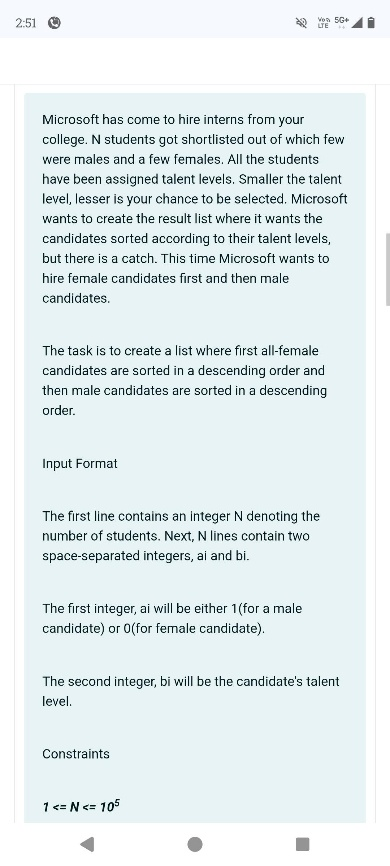 2:51
Vo)) LTE 5G+
Microsoft has come to hire interns from your
college. N students got shortlisted out of which few
were males and a few females. All the students
have been assigned talent levels. Smaller the talent
level, lesser is your chance to be selected. Microsoft
wants to create the result list where it wants the
candidates sorted according to their talent levels,
but there is a catch. This time Microsoft wants to
hire female candidates first and then male
candidates.
The task is to create a list where first all-female
candidates are sorted in a descending order and
then male candidates are sorted in a descending
order.
Input Format
The first line contains an integer N denoting the
number of students. Next, N lines contain two
space-separated integers, ai and bi.
The first integer, ai will be either 1(for a male
candidate) or 0(for female candidate).
The second integer, bi will be the candidate's talent
level.
Constraints
1 <= N <= 10⁵